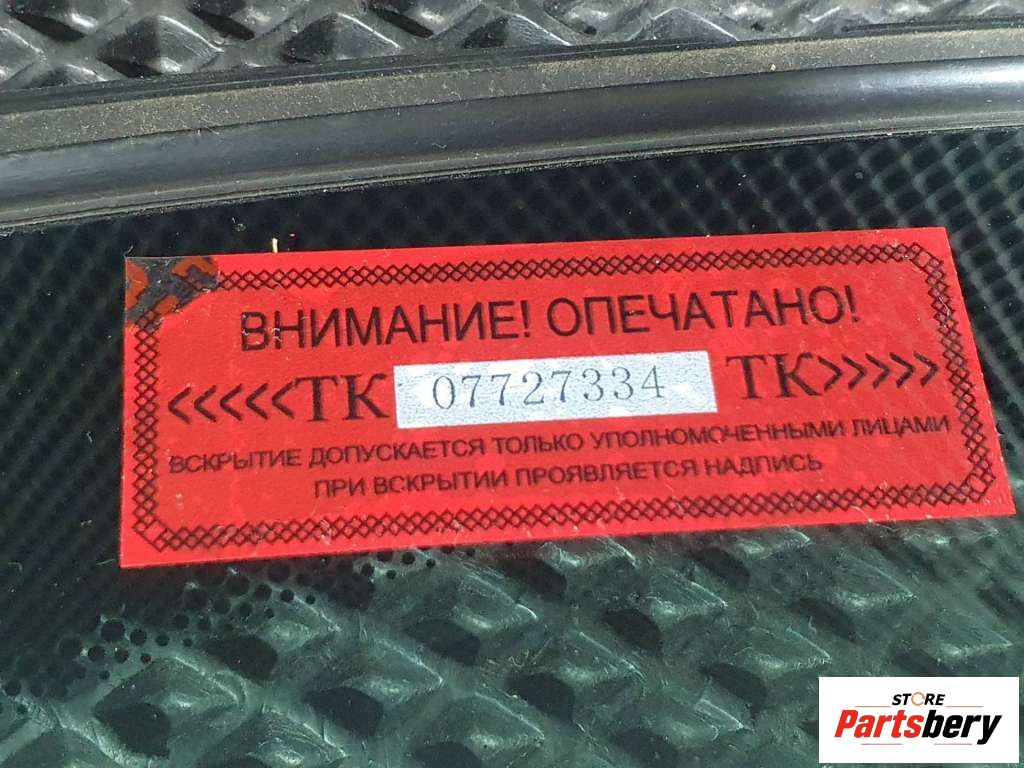 ВНИМАНИЕ! ОПЕЧАТАНО!
<<<<<ТК 07727334 ТК>>>>>
ВСКРЫТИЕ ДОПУСКАЕТСЯ ТОЛЬКО УПОЛНОМОЧЕННЫМИ ЛИЦАМИ
ПРИ ВСКРЫТИИ ПРОЯВЛЯЕТСЯ НАДПИСЬ
STORE
Partsbery